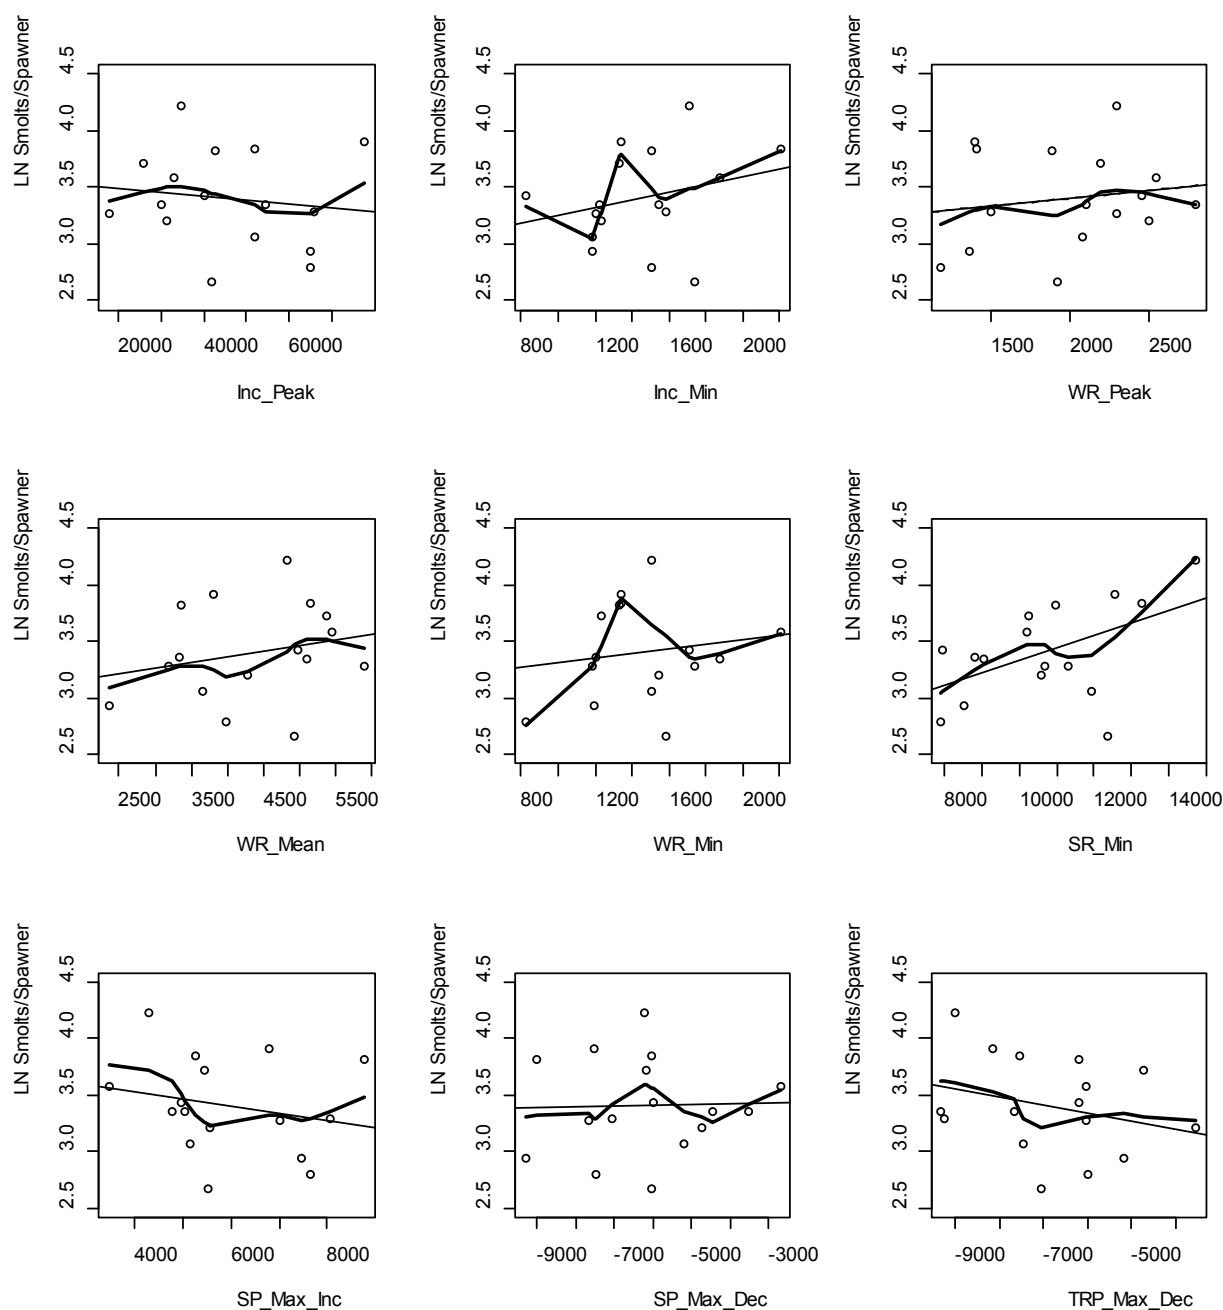 LN Smolts/Spawner
4.5
4.0
3.5
3.0
2.5
20000 40000 60000
Inc_Peak
LN Smolts/Spawner
4.5
4.0
3.5
3.0
2.5
800 1200 1600 2000
Inc_Min
LN Smolts/Spawner
4.5
4.0
3.5
3.0
2.5
1500 2000 2500
WR_Peak
LN Smolts/Spawner
4.5
4.0
3.5
3.0
2.5
2500 3500 4500 5500
WR_Mean
LN Smolts/Spawner
4.5
4.0
3.5
3.0
2.5
800 1200 1600 2000
WR_Min
LN Smolts/Spawner
4.5
4.0
3.5
3.0
2.5
8000 10000 12000 14000
SR_Min
LN Smolts/Spawner
4.5
4.0
3.5
3.0
2.5
4000 6000 8000
SP_Max_Inc
LN Smolts/Spawner
4.5
4.0
3.5
3.0
2.5
-9000 -7000 -5000 -3000
SP_Max_Dec
LN Smolts/Spawner
4.5
4.0
3.5
3.0
2.5
-9000 -7000 -5000
TRP_Max_Dec